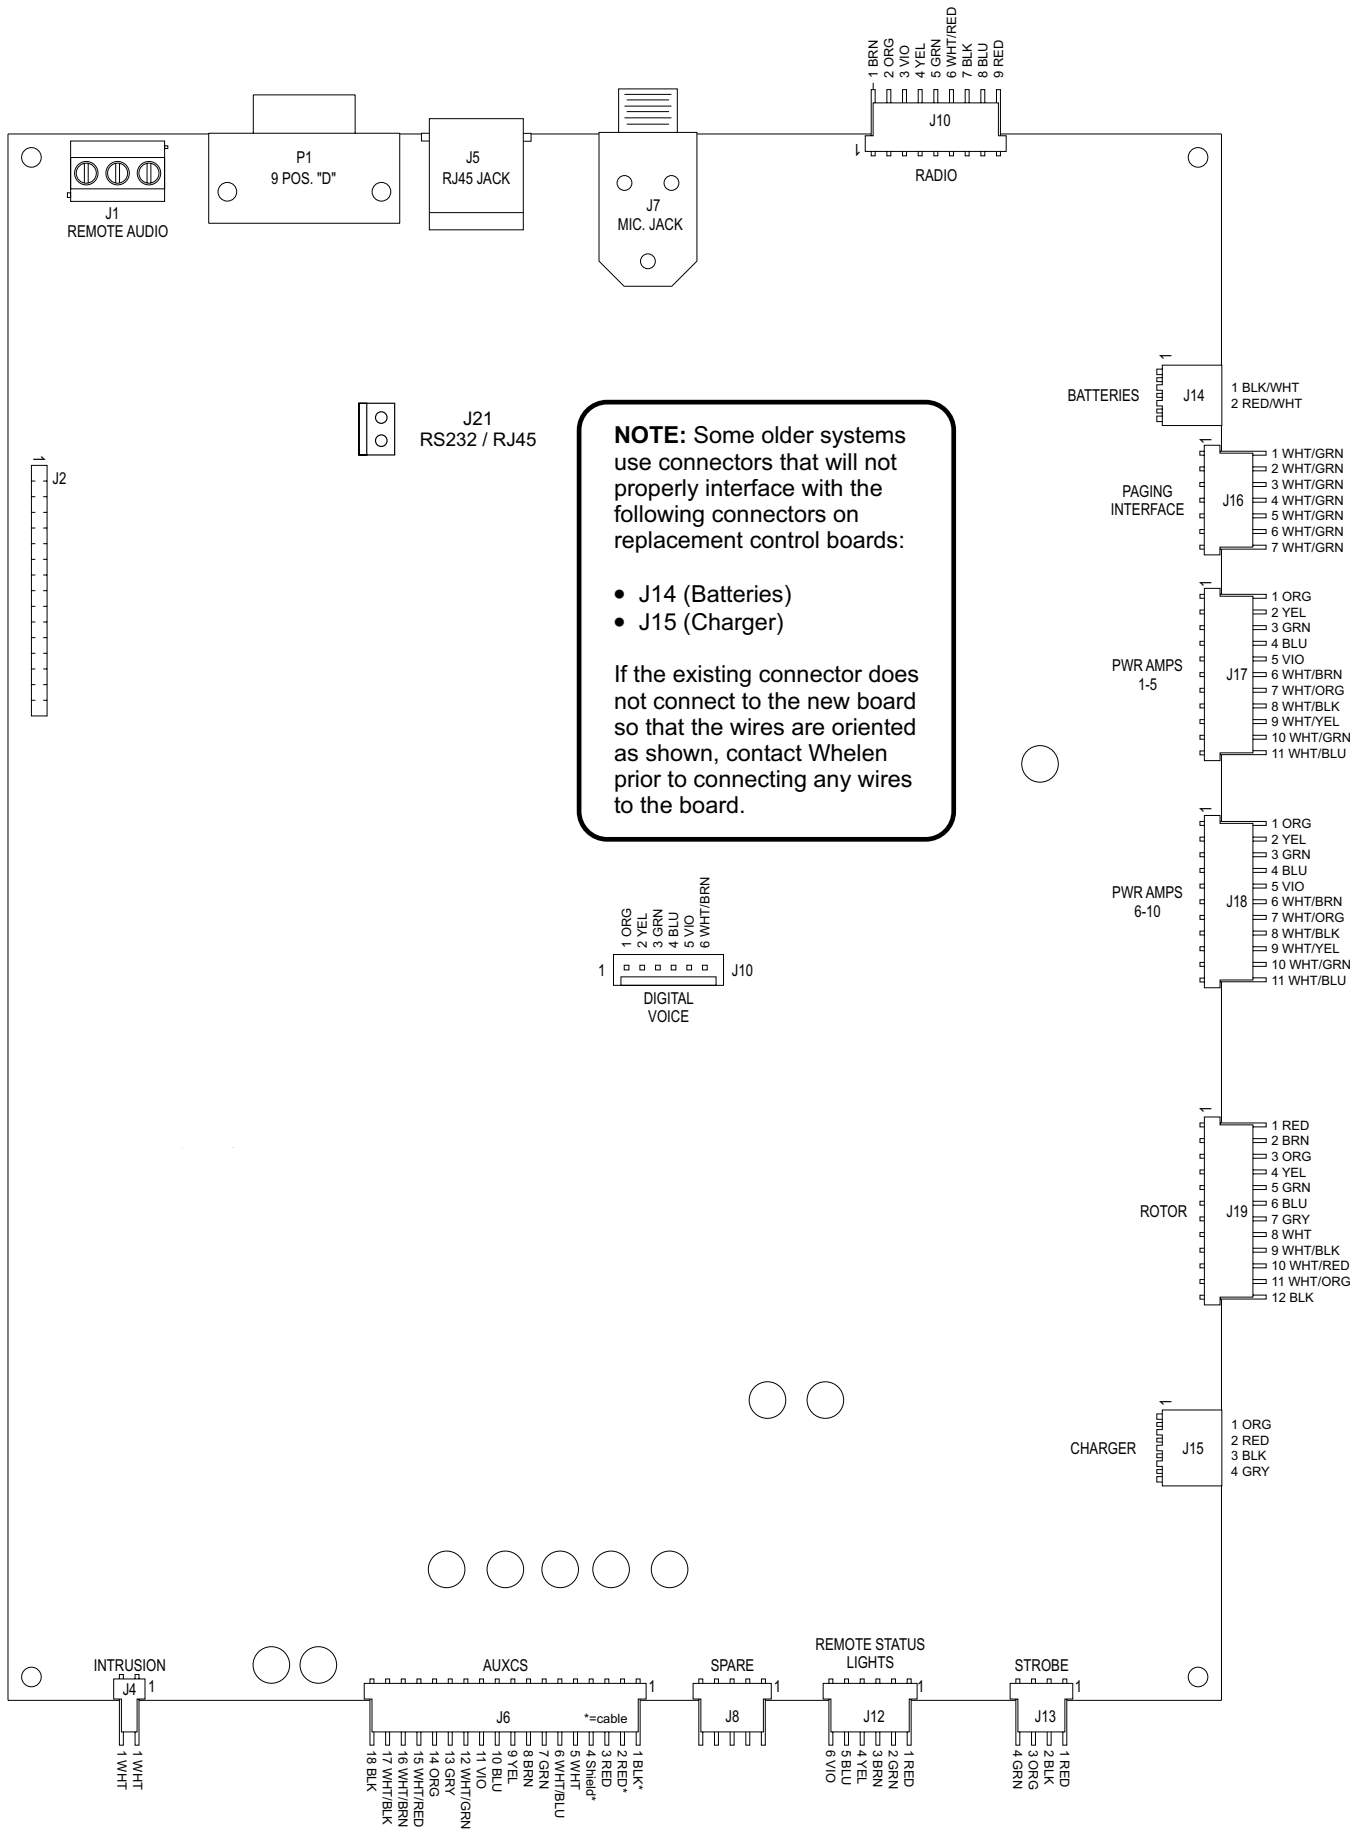 1 BRN
2 ORG
3 VIO
4 YEL
5 GRN
6 WHT/RED
7 BLK
8 BLU
9 RED
J10
1
RADIO
J1
REMOTE AUDIO
P1
9 POS. "D"
J5
RJ45 JACK
J7
MIC. JACK
1
BATTERIES
J14
1 BLK/WHT
2 RED/WHT
J21
RS232 / RJ45
1
J2
NOTE: Some older systems
use connectors that will not
properly interface with the
following connectors on
replacement control boards:
• J14 (Batteries)
• J15 (Charger)
If the existing connector does
not connect to the new board
so that the wires are oriented
as shown, contact Whelen
prior to connecting any wires
to the board.
1
PAGING
INTERFACE
J16
1 WHT/GRN
2 WHT/GRN
3 WHT/GRN
4 WHT/GRN
5 WHT/GRN
6 WHT/GRN
7 WHT/GRN
1
PWR AMPS
1-5
J17
1 ORG
2 YEL
3 GRN
4 BLU
5 VIO
6 WHT/BRN
7 WHT/ORG
8 WHT/BLK
9 WHT/YEL
10 WHT/GRN
11 WHT/BLU
1
PWR AMPS
6-10
J18
1 ORG
2 YEL
3 GRN
4 BLU
5 VIO
6 WHT/BRN
7 WHT/ORG
8 WHT/BLK
9 WHT/YEL
10 WHT/GRN
11 WHT/BLU
1 ORG
2 YEL
3 GRN
4 BLU
5 VIO
6 WHT/BRN
1
J10
DIGITAL
VOICE
1
ROTOR
J19
1 RED
2 BRN
3 ORG
4 YEL
5 GRN
6 BLU
7 GRY
8 WHT
9 WHT/BLK
10 WHT/RED
11 WHT/ORG
12 BLK
1
CHARGER
J15
1 ORG
2 RED
3 BLK
4 GRY
INTRUSION
J4
1
1 WHT
1 WHT
AUXCS
1
J6
*=cable
18 BLK
17 WHT/BLK
16 WHT/BRN
15 WHT/RED
14 ORG
13 GRY
12 WHT/GRN
11 VIO
10 BLU
9 YEL
8 BRN
7 GRN
6 WHT/BLU
5 WHT
4 Shield*
3 RED
2 RED*
1 BLK*
SPARE
1
J8
REMOTE STATUS
LIGHTS
1
J12
6 VIO
5 BLU
4 YEL
3 BRN
2 GRN
1 RED
STROBE
1
J13
4 GRN
3 ORG
2 BLK
1 RED